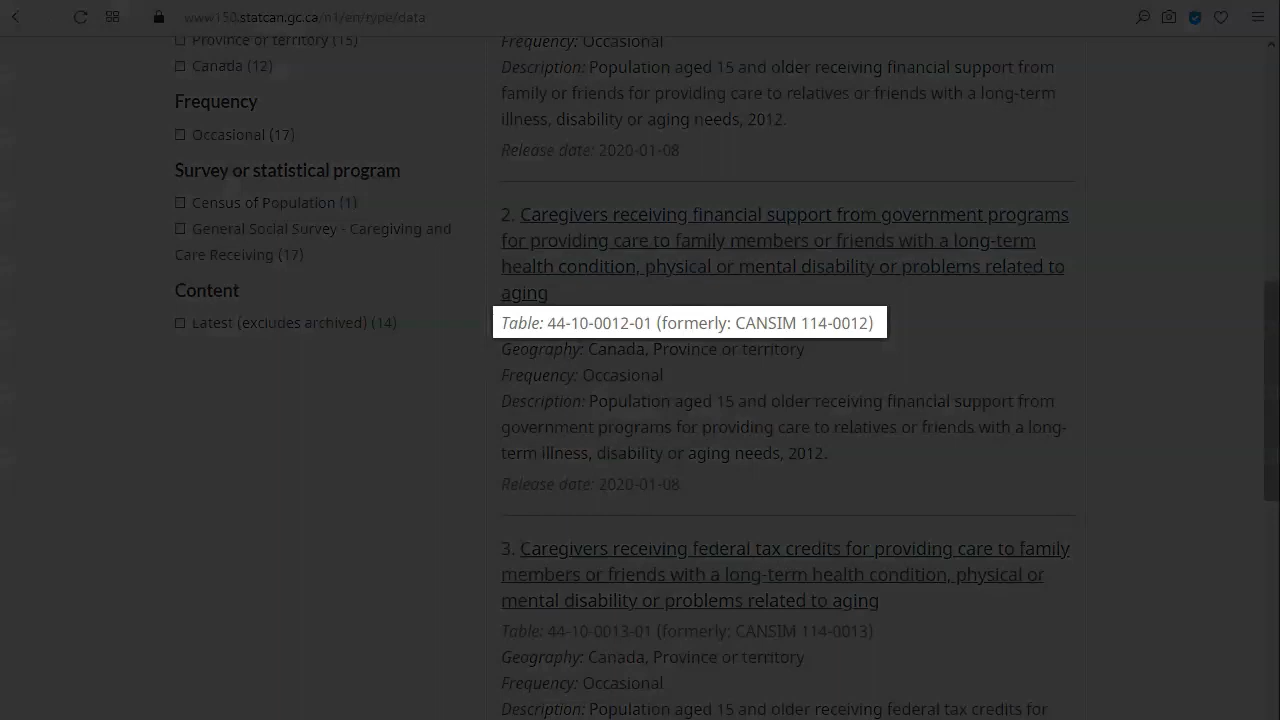 www150.statcan.gc.ca/n1/en/type/data
Province or territory (15)
Canada (12)
Frequency
Occasional (17)
Survey or statistical program
Census of Population (1)
General Social Survey - Caregiving and
Care Receiving (17)
Content
Latest (excludes archived) (14)
Frequency: Occasional
Description: Population aged 15 and older receiving financial support from
family or friends for providing care to relatives or friends with a long-term
illness, disability or aging needs, 2012.
Release date: 2020-01-08
2. Caregivers receiving financial support from government programs
for providing care to family members or friends with a long-term
health condition, physical or mental disability or problems related to
aging
Table: 44-10-0012-01 (formerly: CANSIM 114-0012)
Geography: Canada, Province or territory
Frequency: Occasional
Description: Population aged 15 and older receiving financial support from
government programs for providing care to relatives or friends with a long-
term illness, disability or aging needs, 2012.
Release date: 2020-01-08
3. Caregivers receiving federal tax credits for providing care to family
members or friends with a long-term health condition, physical or
mental disability or problems related to aging
Table: 44-10-0013-01 (formerly: CANSIM 114-0013)
Geography: Canada, Province or territory
Frequency: Occasional
Description: Population aged 15 and older receiving federal tax credits for